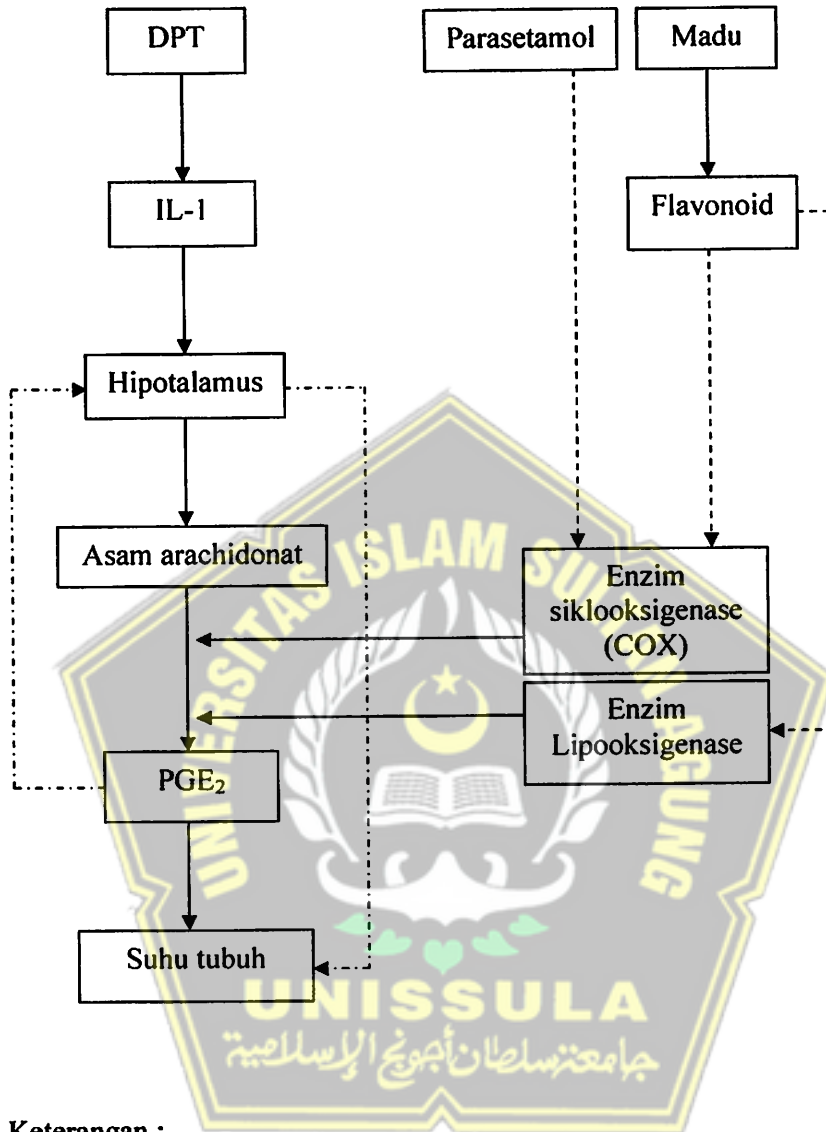 DPT
Parasetamol
Madu
IL-1
Flavonoid
Hipotalamus
Asam arachidonat
Enzim
siklooksigenase
(COX)
Enzim
Lipooksigenase
PGE₂
Suhu tubuh
UNIVERSITAS ISLAM SULTAN AGUNG
UNISSULA
جامعة سلطان أجونج الإسلامية
Keterangan :